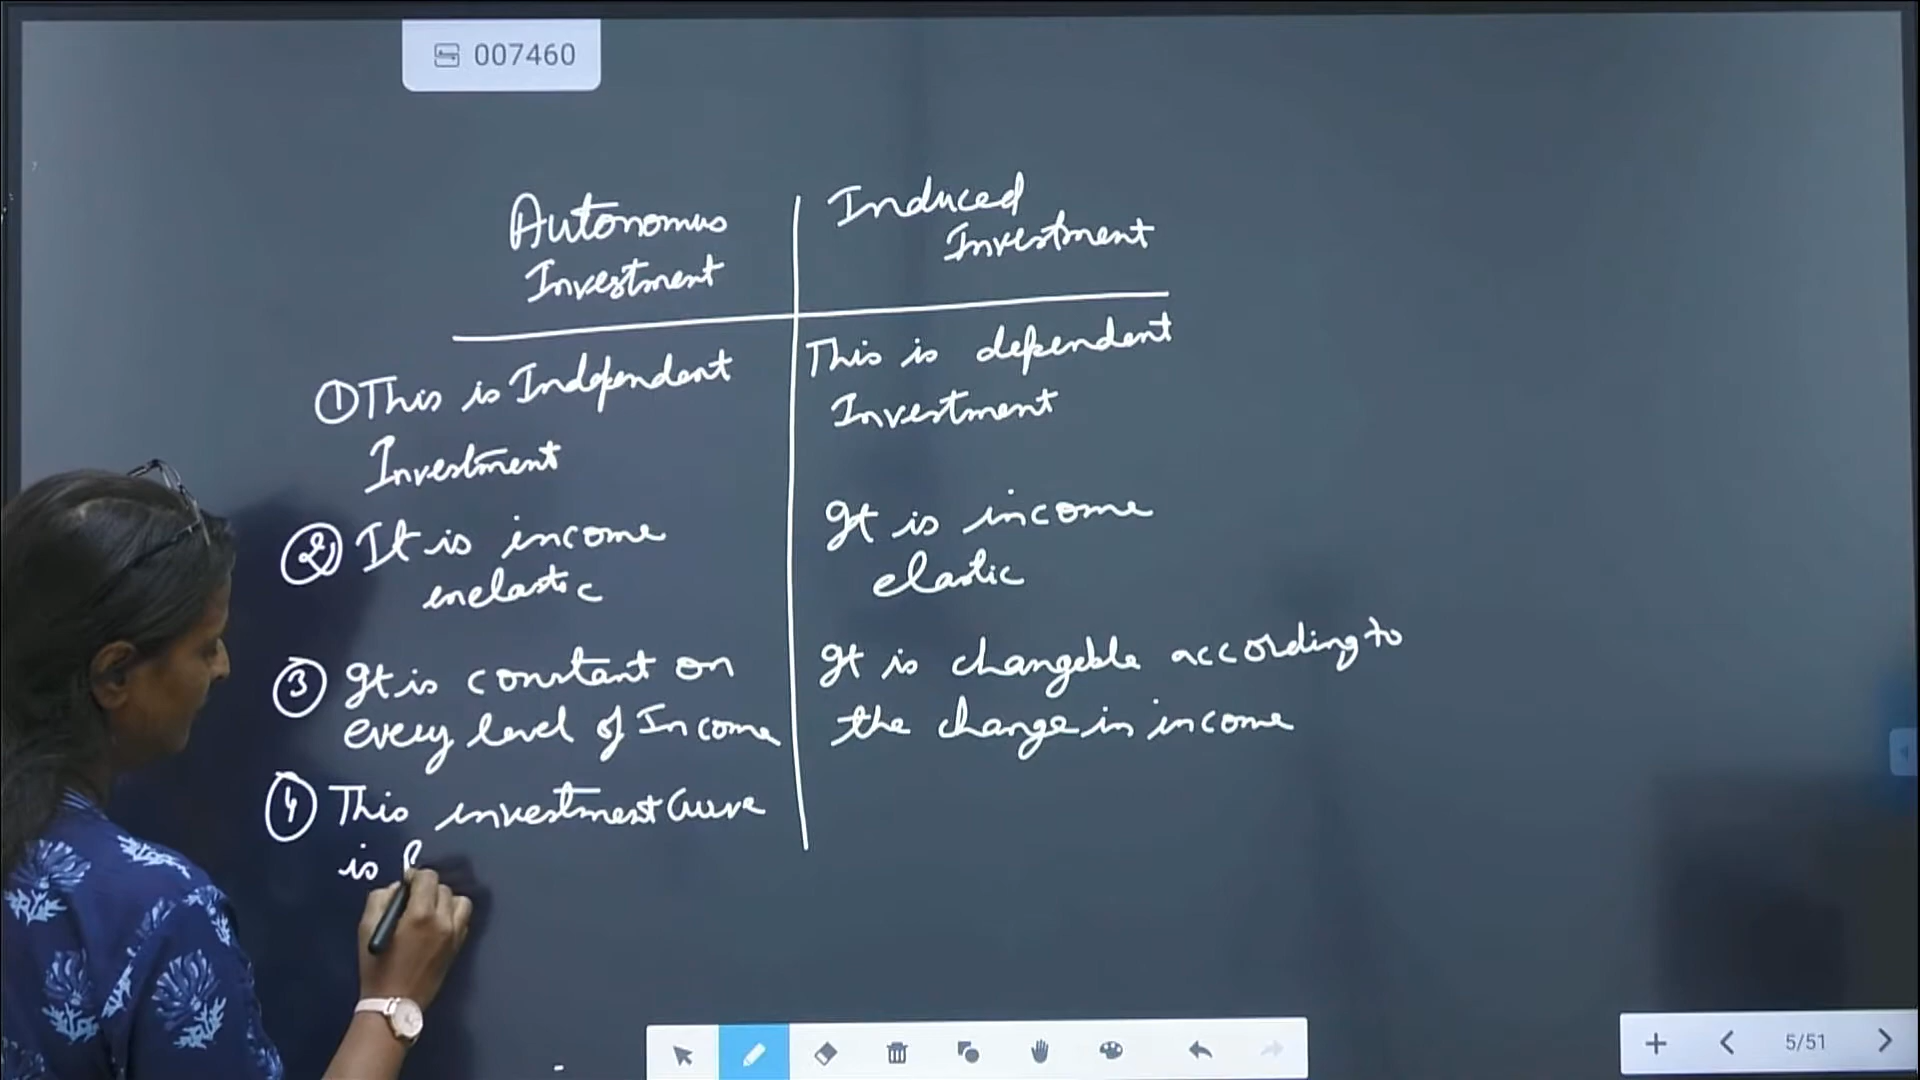 007460
Autonomus
Investment
Induced
Investment
① This is Independent
Investment
This is dependent
Investment
② It is income
inelastic
It is income
elastic
③ It is constant on
every level of Income
It is changeble according to
the change in income
④ This investment Curve
is
5/51